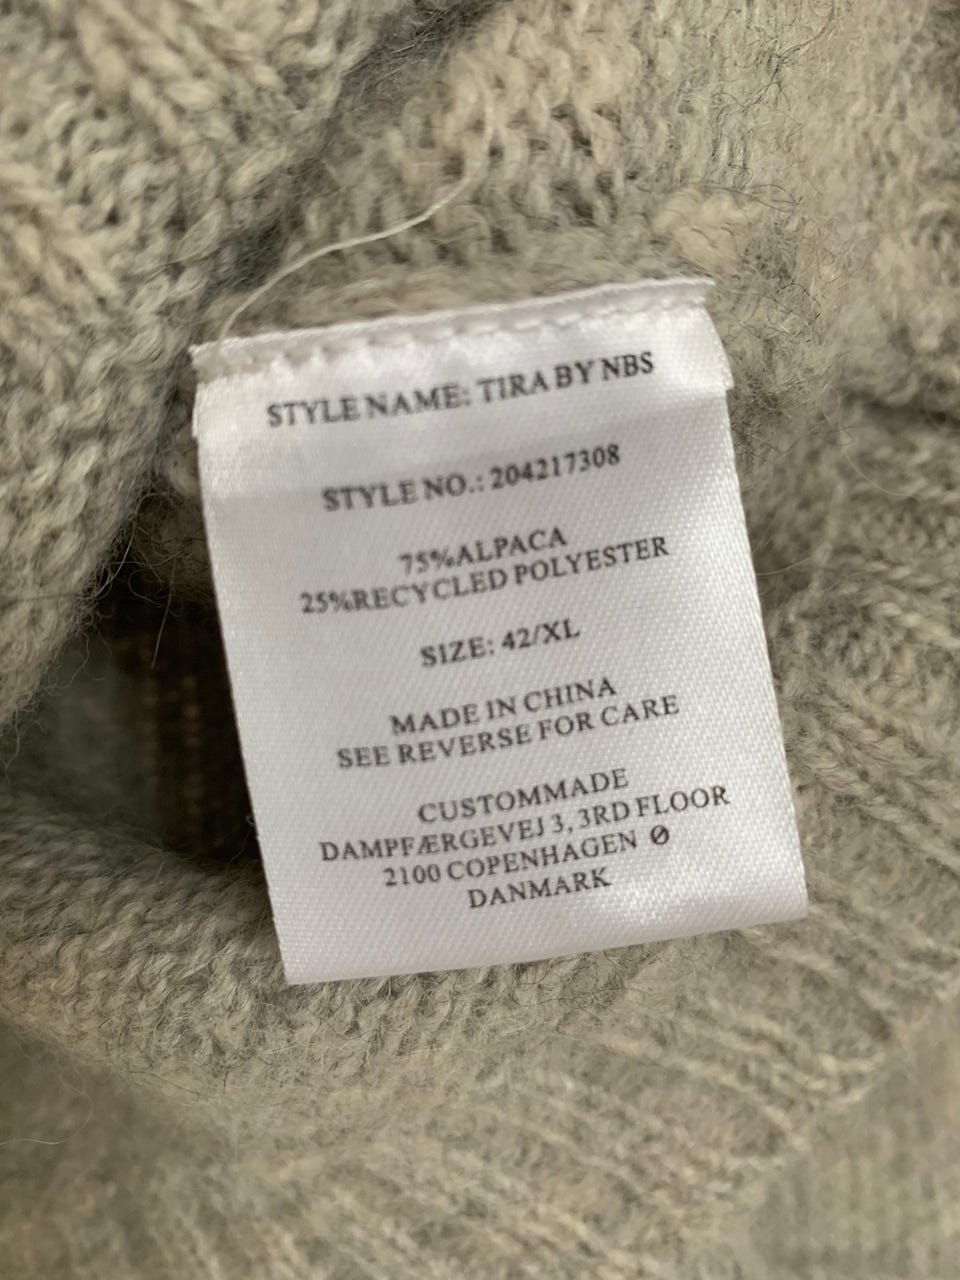 STYLE NAME: TIRA BY NBS
STYLE NO.: 204217308
75%ALPACA
25%RECYCLED POLYESTER
SIZE: 42/XL
MADE IN CHINA
SEE REVERSE FOR CARE
CUSTOMMADE
DAMPFÆRGEVEJ 3, 3RD FLOOR
2100 COPENHAGEN Ø
DANMARK